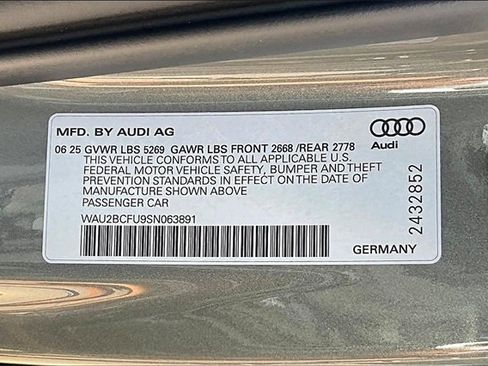 MFD. BY AUDI AG
Audi
06 25 GVWR LBS 5269 GAWR LBS FRONT 2668 /REAR 2778
THIS VEHICLE CONFORMS TO ALL APPLICABLE U.S.
FEDERAL MOTOR VEHICLE SAFETY, BUMPER AND THEFT
PREVENTION STANDARDS IN EFFECT ON THE DATE OF
MANUFACTURE SHOWN ABOVE
PASSENGER CAR
WAU2BCFU9SN063891
2432852
GERMANY